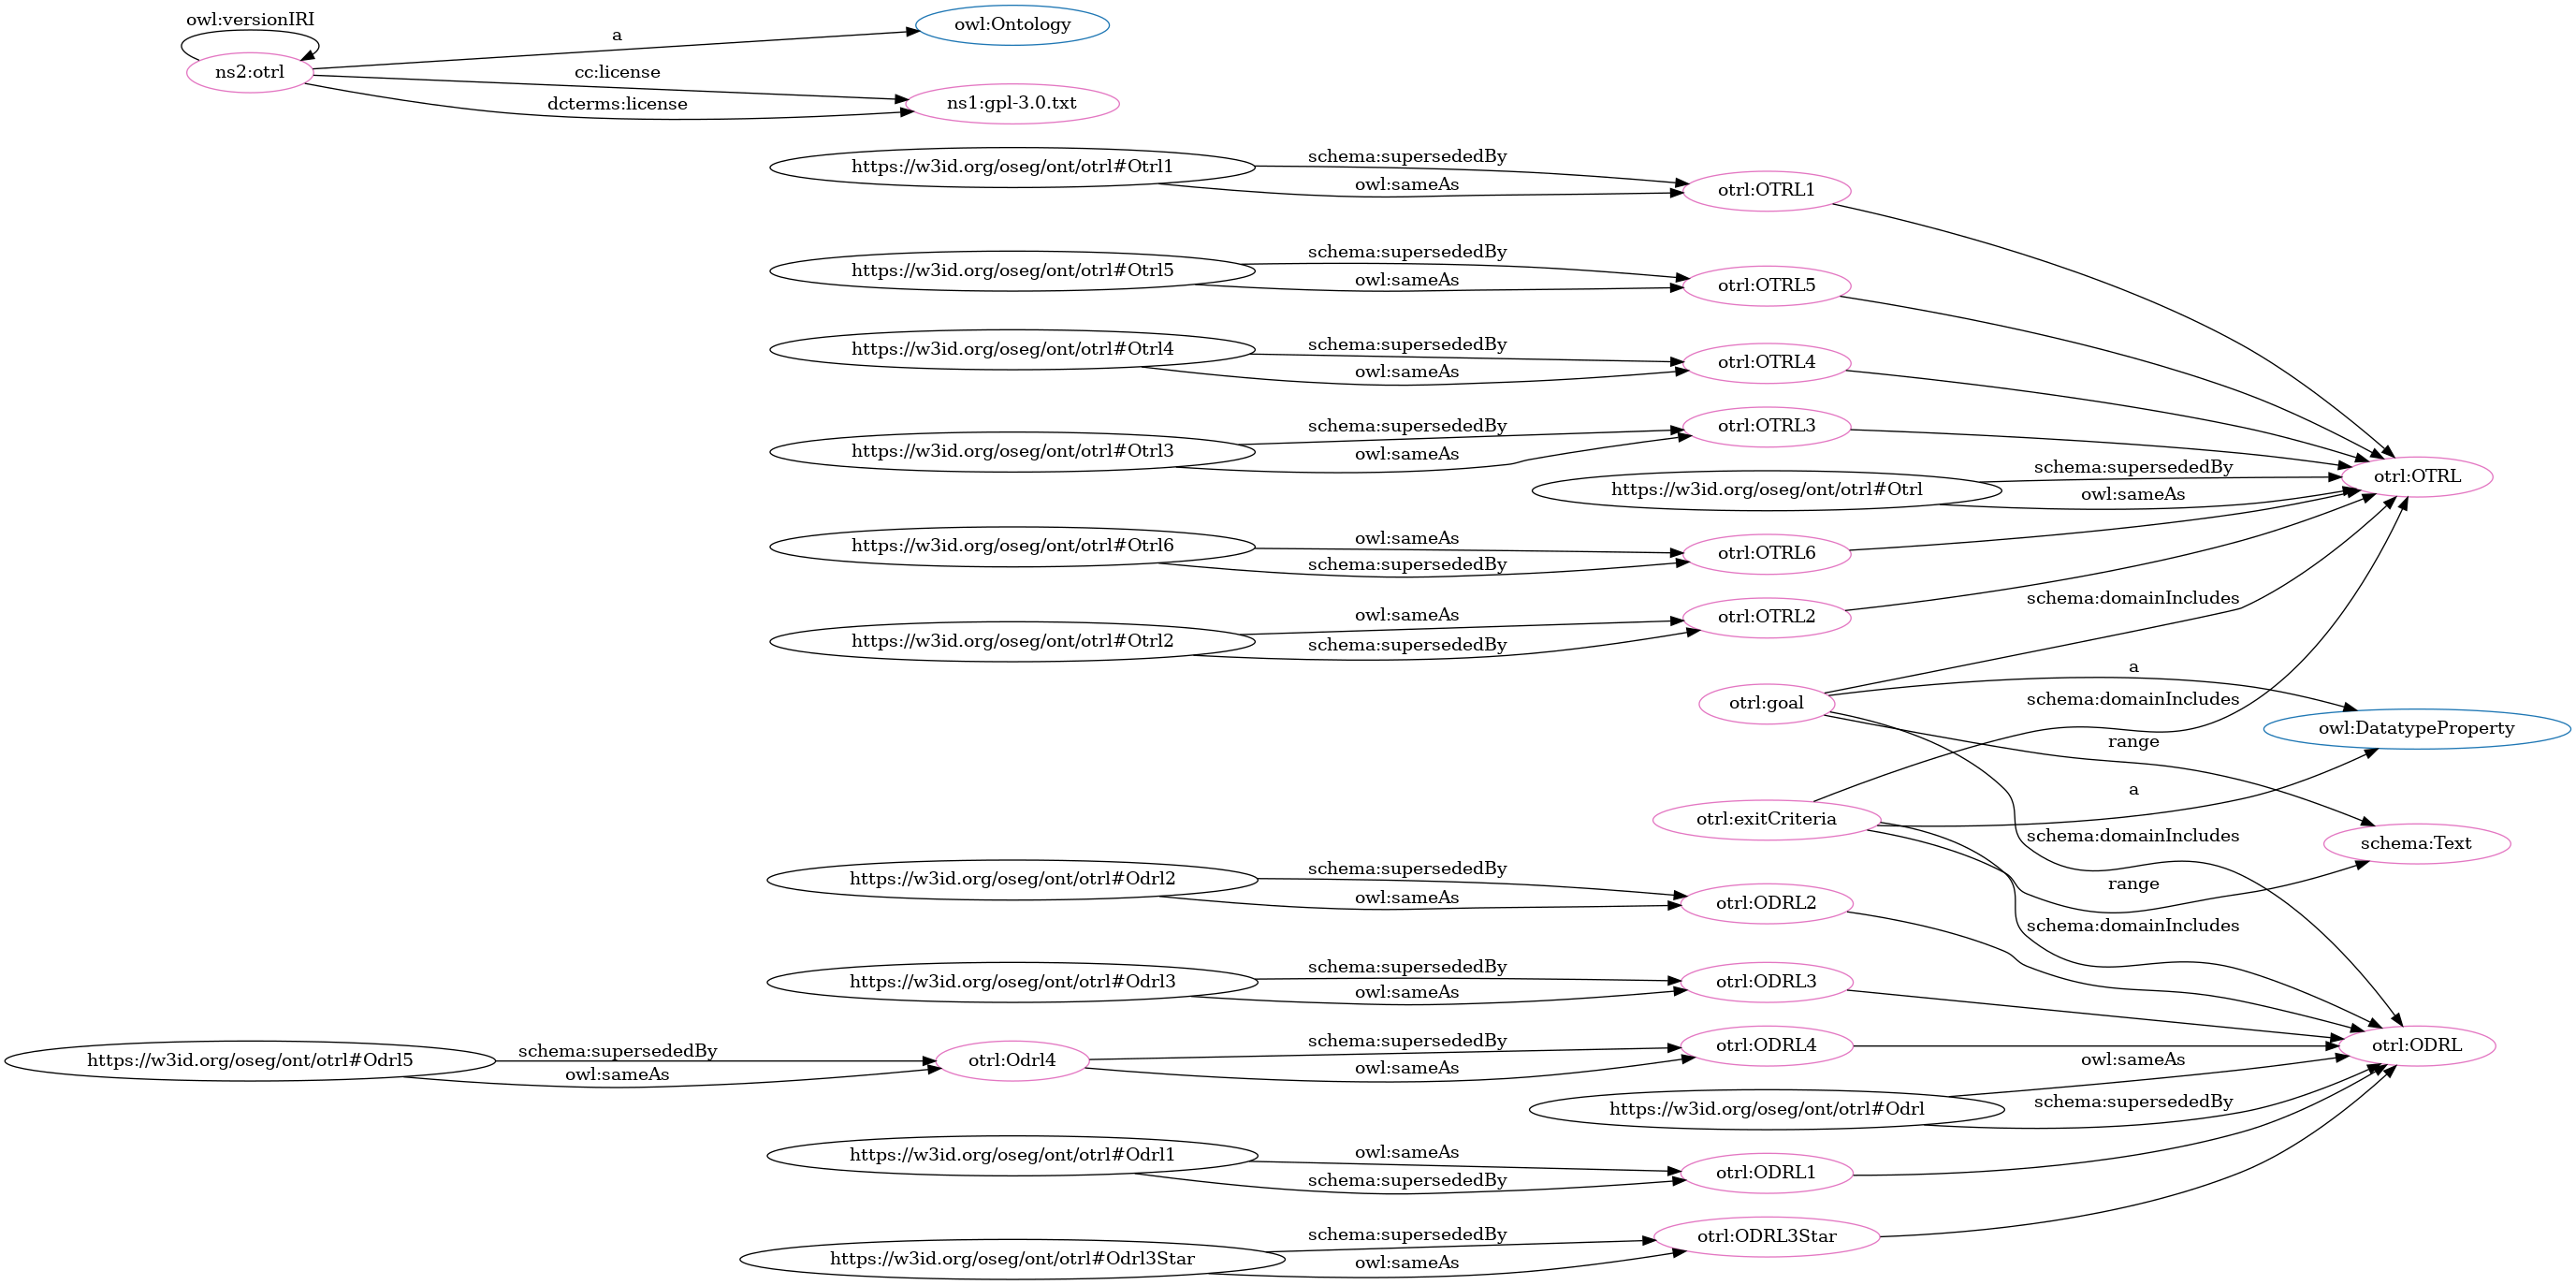 owl:versionIRI
ns2:otrl
a
owl:Ontology
cc:license
dcterms:license
ns1:gpl-3.0.txt
https://w3id.org/oseg/ont/otrl#Otrl1
schema:supersededBy
owl:sameAs
otrl:OTRL1
https://w3id.org/oseg/ont/otrl#Otrl5
schema:supersededBy
owl:sameAs
otrl:OTRL5
https://w3id.org/oseg/ont/otrl#Otrl4
schema:supersededBy
owl:sameAs
otrl:OTRL4
https://w3id.org/oseg/ont/otrl#Otrl3
schema:supersededBy
owl:sameAs
otrl:OTRL3
https://w3id.org/oseg/ont/otrl#Otrl
schema:supersededBy
owl:sameAs
otrl:OTRL
https://w3id.org/oseg/ont/otrl#Otrl6
owl:sameAs
schema:supersededBy
otrl:OTRL6
https://w3id.org/oseg/ont/otrl#Otrl2
owl:sameAs
schema:supersededBy
otrl:OTRL2
schema:domainIncludes
otrl:goal
a
schema:domainIncludes
owl:DatatypeProperty
range
a
otrl:exitCriteria
schema:domainIncludes
schema:Text
range
schema:domainIncludes
https://w3id.org/oseg/ont/otrl#Odrl2
schema:supersededBy
owl:sameAs
otrl:ODRL2
https://w3id.org/oseg/ont/otrl#Odrl3
schema:supersededBy
owl:sameAs
otrl:ODRL3
https://w3id.org/oseg/ont/otrl#Odrl5
schema:supersededBy
owl:sameAs
otrl:Odrl4
schema:supersededBy
owl:sameAs
otrl:ODRL4
otrl:ODRL
https://w3id.org/oseg/ont/otrl#Odrl
owl:sameAs
schema:supersededBy
https://w3id.org/oseg/ont/otrl#Odrl1
owl:sameAs
schema:supersededBy
otrl:ODRL1
https://w3id.org/oseg/ont/otrl#Odrl3Star
schema:supersededBy
owl:sameAs
otrl:ODRL3Star